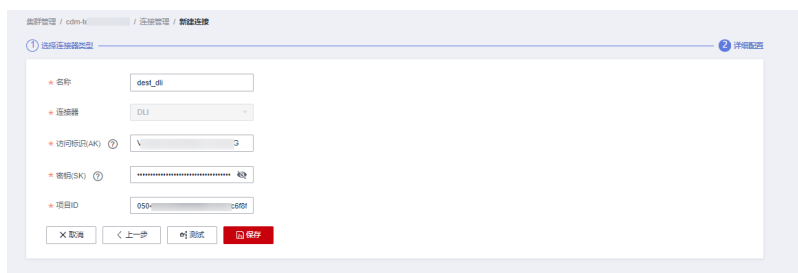 集群管理 / cdm- / 连接管理 / 新建连接
1 选择连接器类型 2 详细配置
* 名称 dest_dli
* 连接器 DLI
* 访问标识(AK) ? G
* 密钥(SK) ? ••••••••••••••••••••••••••••••••••
* 项目ID 050 c6f8f
取消 上一步 测试 保存